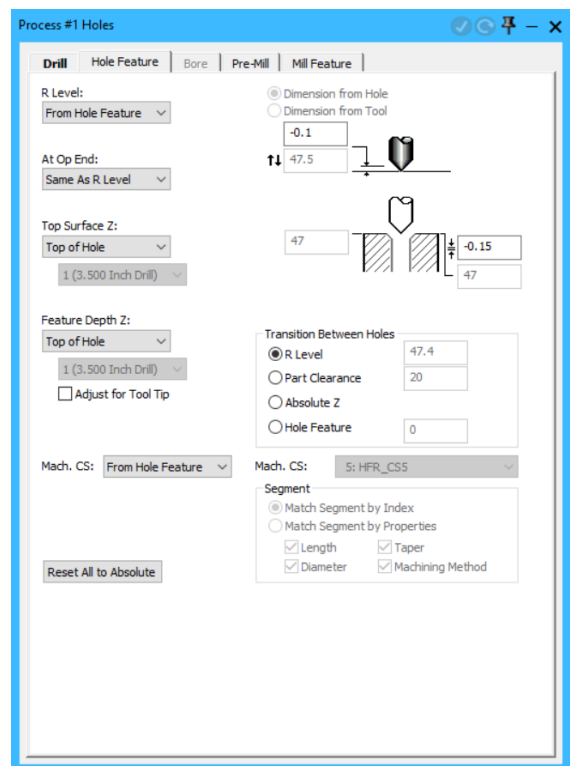 Process #1 Holes
Drill
Hole Feature
Bore
Pre-Mill
Mill Feature
R Level:
From Hole Feature
Dimension from Hole
Dimension from Tool
-0.1
47.5
At Op End:
Same As R Level
Top Surface Z:
Top of Hole
1 (3.500 Inch Drill)
47
-0.15
47
Feature Depth Z:
Top of Hole
1 (3.500 Inch Drill)
Adjust for Tool Tip
Transition Between Holes
R Level
47.4
Part Clearance
20
Absolute Z
Hole Feature
0
Mach. CS:
From Hole Feature
Mach. CS:
5: HFR_CS5
Segment
Match Segment by Index
Match Segment by Properties
Length
Taper
Diameter
Machining Method
Reset All to Absolute